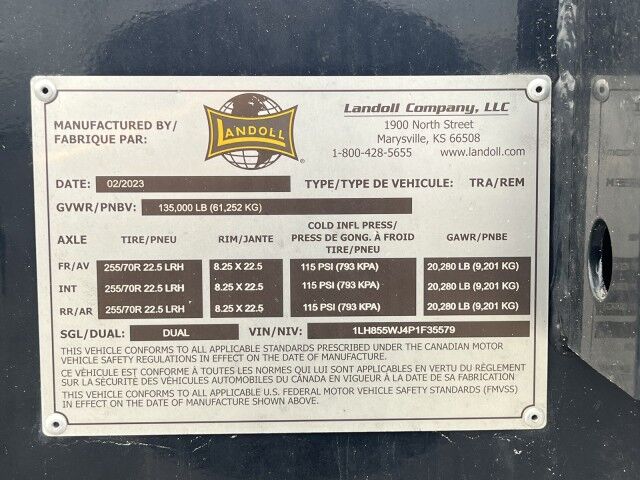 MANUFACTURED BY/
FABRIQUE PAR:
LANDOLL
Landoll Company, LLC
1900 North Street
Marysville, KS 66508
1-800-428-5655 www.landoll.com
DATE: 02/2023 TYPE/TYPE DE VEHICULE: TRA/REM
GVWR/PNBV: 135,000 LB (61,252 KG)
AXLE TIRE/PNEU RIM/JANTE COLD INFL PRESS/ PRESS DE GONG. À FROID TIRE/PNEU GAWR/PNBE
FR/AV 255/70R 22.5 LRH 8.25 X 22.5 115 PSI (793 KPA) 20,280 LB (9,201 KG)
INT 255/70R 22.5 LRH 8.25 X 22.5 115 PSI (793 KPA) 20,280 LB (9,201 KG)
RR/AR 255/70R 22.5 LRH 8.25 X 22.5 115 PSI (793 KPA) 20,280 LB (9,201 KG)
SGL/DUAL: DUAL VIN/NIV: 1LH855WJ4P1F35579
THIS VEHICLE CONFORMS TO ALL APPLICABLE STANDARDS PRESCRIBED UNDER THE CANADIAN MOTOR
VEHICLE SAFETY REGULATIONS IN EFFECT ON THE DATE OF MANUFACTURE.
CE VÉHICULE EST CONFORME À TOUTES LES NORMES QUI LUI SONT APPLICABLES EN VERTU DU RÈGLEMENT
SUR LA SÉCURITÉ DES VÉHICULES AUTOMOBILES DU CANADA EN VIGUEUR À LA DATE DE SA FABRICATION
THIS VEHICLE CONFORMS TO ALL APPLICABLE U.S. FEDERAL MOTOR VEHICLE SAFETY STANDARDS (FMVSS)
IN EFFECT ON THE DATE OF MANUFACTURE SHOWN ABOVE.